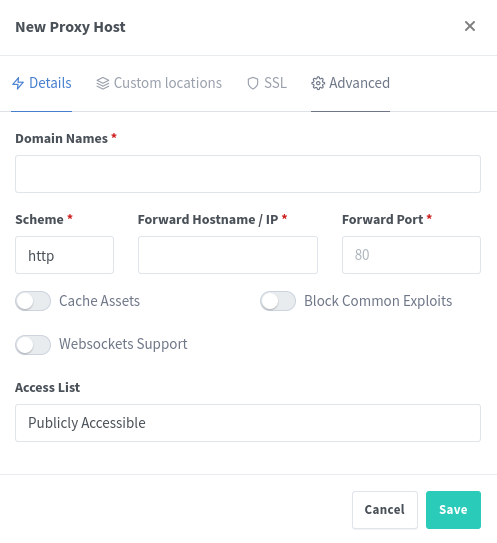 New Proxy Host
Details Custom locations SSL Advanced
Domain Names *
Scheme * Forward Hostname / IP * Forward Port *
http 80
Cache Assets Block Common Exploits
Websockets Support
Access List
Publicly Accessible
Cancel Save